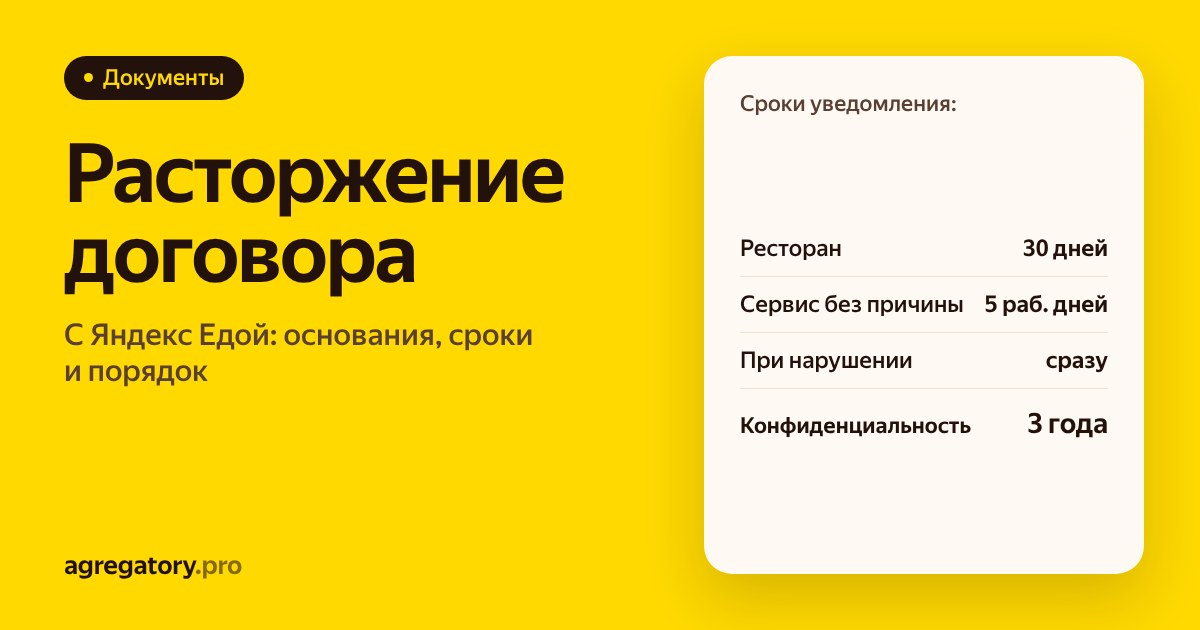 Документы
Расторжение
договора
С Яндекс Едой: основания, сроки
и порядок
agregatory.pro
Сроки уведомления:
Ресторан 30 дней
Сервис без причины 5 раб. дней
При нарушении сразу
Конфиденциальность 3 года